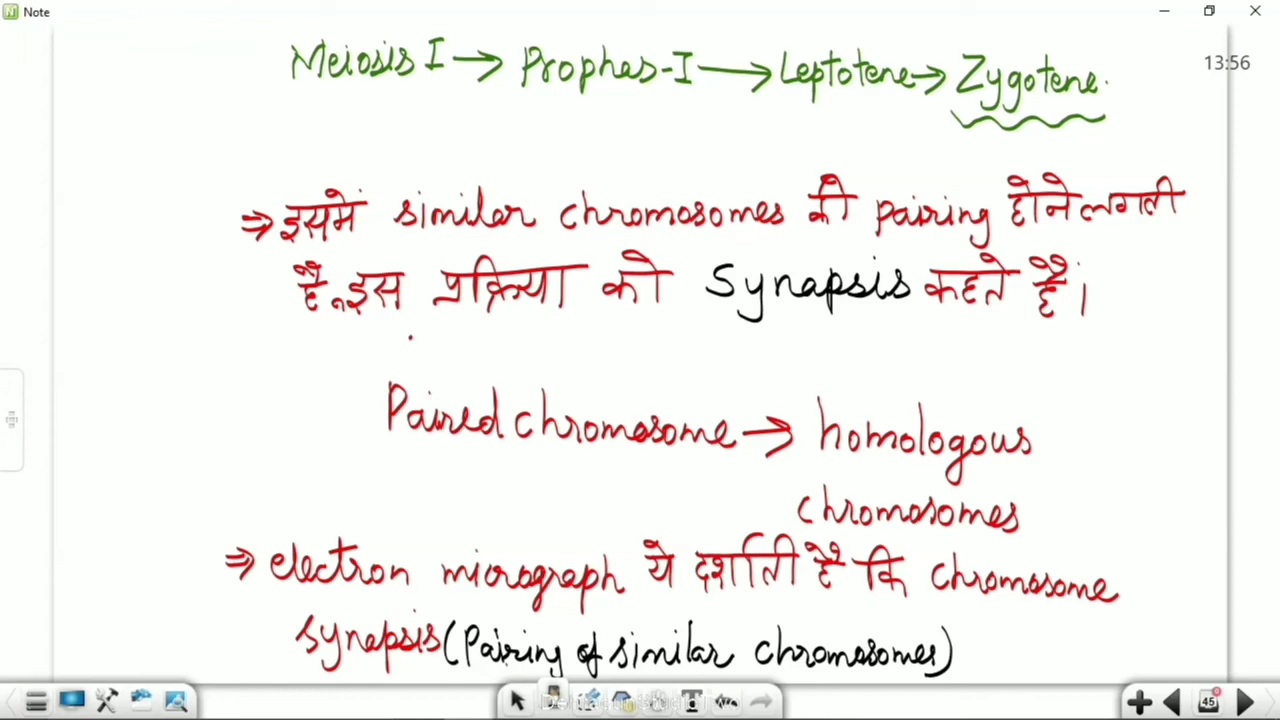 Note
13:56
Meiosis I → Prophas-I → Leptotene → Zygotene.
⇒ इसमे similar chromosomes की pairing होने लगती
है, इस प्रक्रिया को Synapsis कहते है।
Paired chromosome → homologous
chromosomes
⇒ electron micrograph ये दर्शाती है कि chromosome
synapsis (Pairing of similar chromosomes)
45